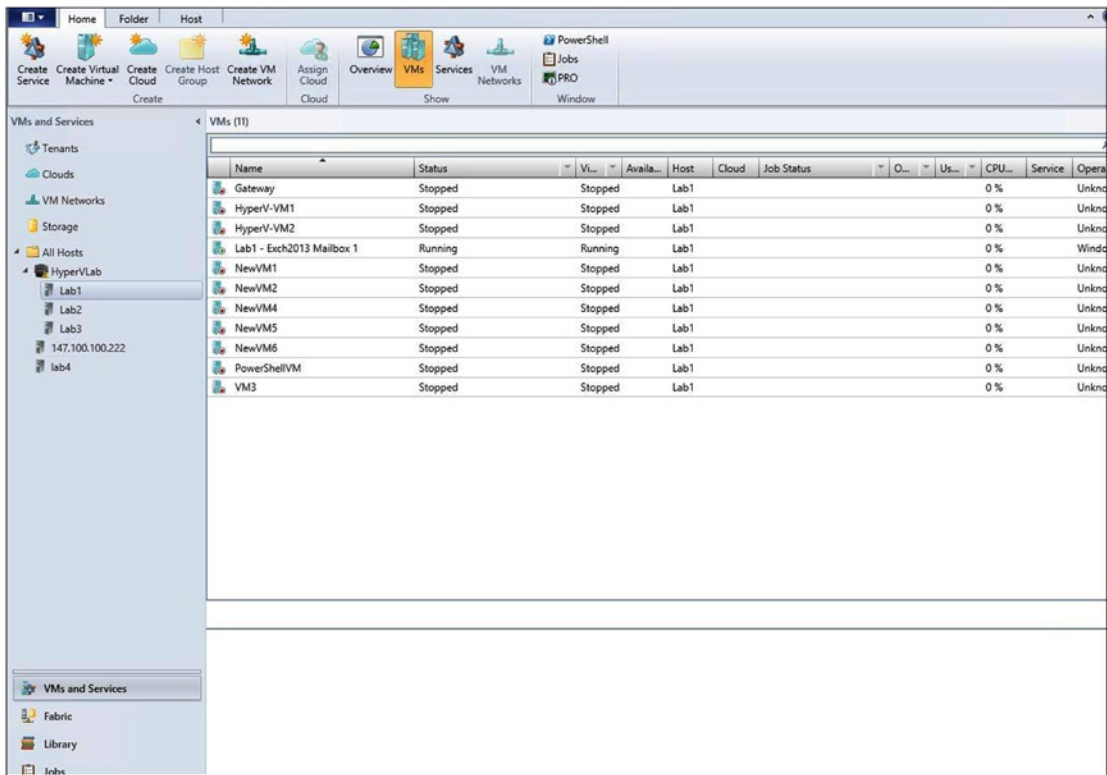 Home Folder Host
Create Service
Create Virtual Machine
Create Cloud
Create Host Group
Create VM Network
Assign Cloud
Overview
VMs
Services
VM Networks
PowerShell
Jobs
PRO
Create Cloud Show Window
VMs and Services
VMs (11)
Tenants
Clouds
VM Networks
Storage
All Hosts
HyperVLab
Lab1
Lab2
Lab3
147.100.100.222
lab4
Name Status Vi... Availa... Host Cloud Job Status O... Us... CPU... Service Opera
Gateway Stopped Stopped Lab1 0 % Unkno
HyperV-VM1 Stopped Stopped Lab1 0 % Unkno
HyperV-VM2 Stopped Stopped Lab1 0 % Unkno
Lab1 - Exch2013 Mailbox 1 Running Running Lab1 0 % Windo
NewVM1 Stopped Stopped Lab1 0 % Unkno
NewVM2 Stopped Stopped Lab1 0 % Unkno
NewVM4 Stopped Stopped Lab1 0 % Unkno
NewVM5 Stopped Stopped Lab1 0 % Unkno
NewVM6 Stopped Stopped Lab1 0 % Unkno
PowerShellVM Stopped Stopped Lab1 0 % Unkno
VM3 Stopped Stopped Lab1 0 % Unkno
VMs and Services
Fabric
Library
Jobs